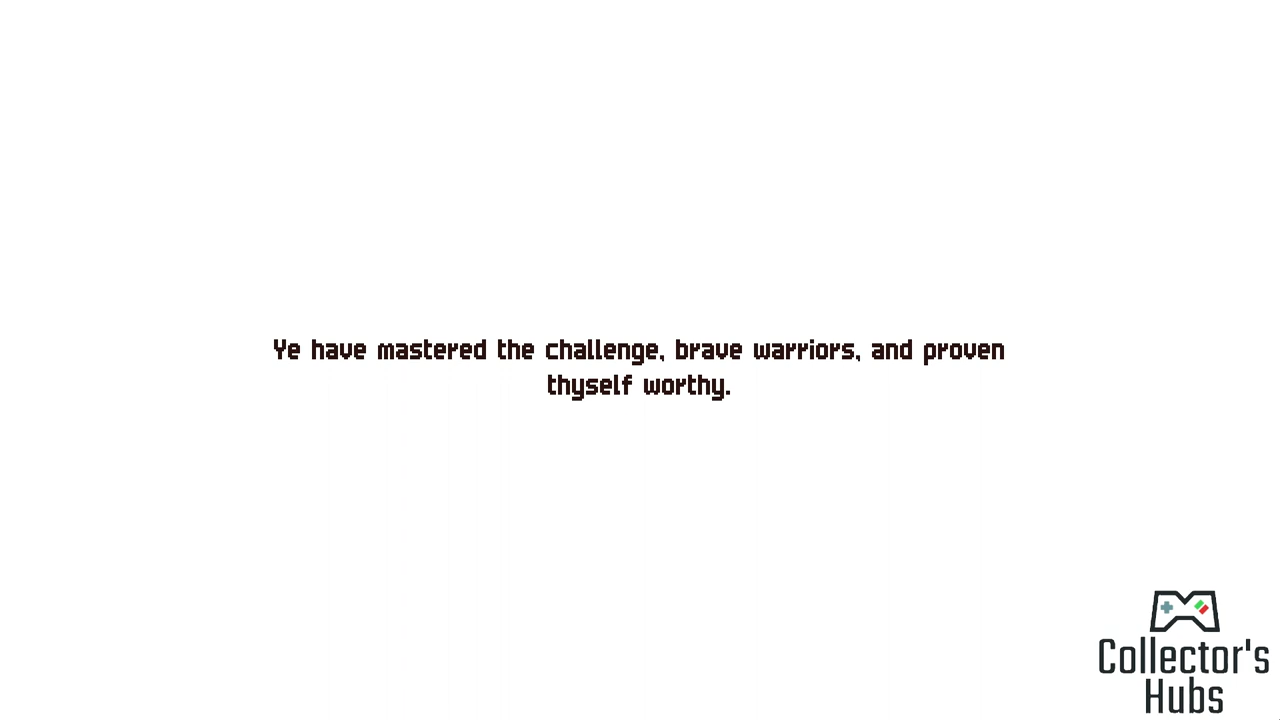 Ye have mastered the challenge, brave warriors, and proven
thyself worthy.
Collector's
Hubs